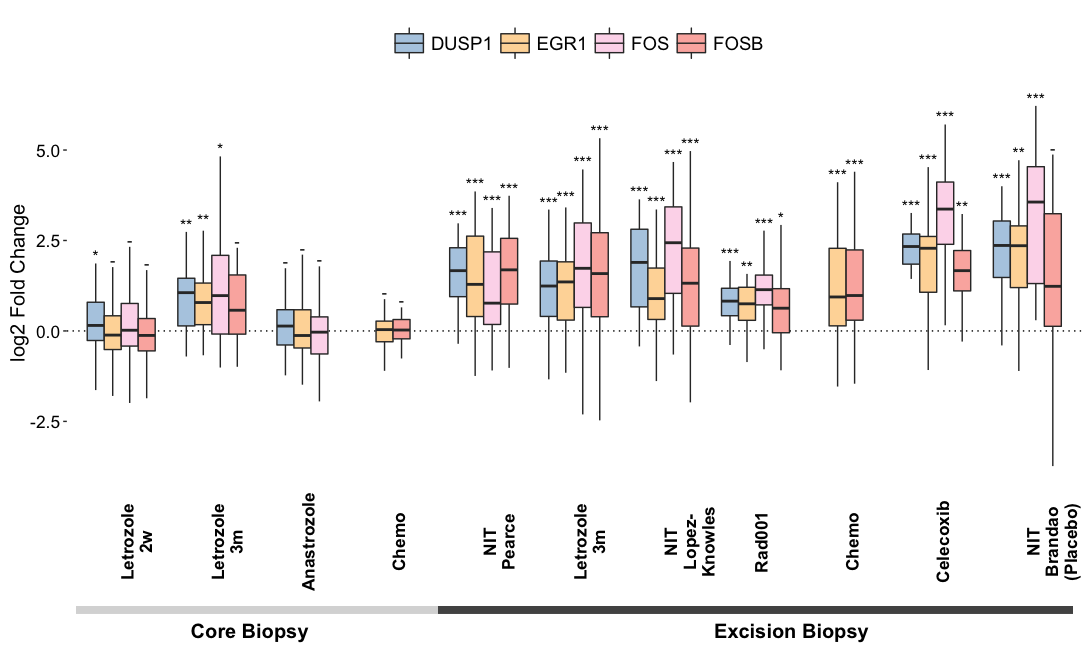 DUSP1 EGR1 FOS FOSB
log2 Fold Change
5.0
2.5
0.0
-2.5
* - - -
** ** * -
- - -
- -
*** *** *** ***
*** *** *** ***
*** *** *** ***
*** ** *** *
*** ***
*** *** *** **
*** ** *** -
Letrozole
2w
Letrozole
3m
Anastrozole
Chemo
NIT
Pearce
Letrozole
3m
NIT
Lopez-
Knowles
Rad001
Chemo
Celecoxib
NIT
Brandao
(Placebo)
Core Biopsy
Excision Biopsy